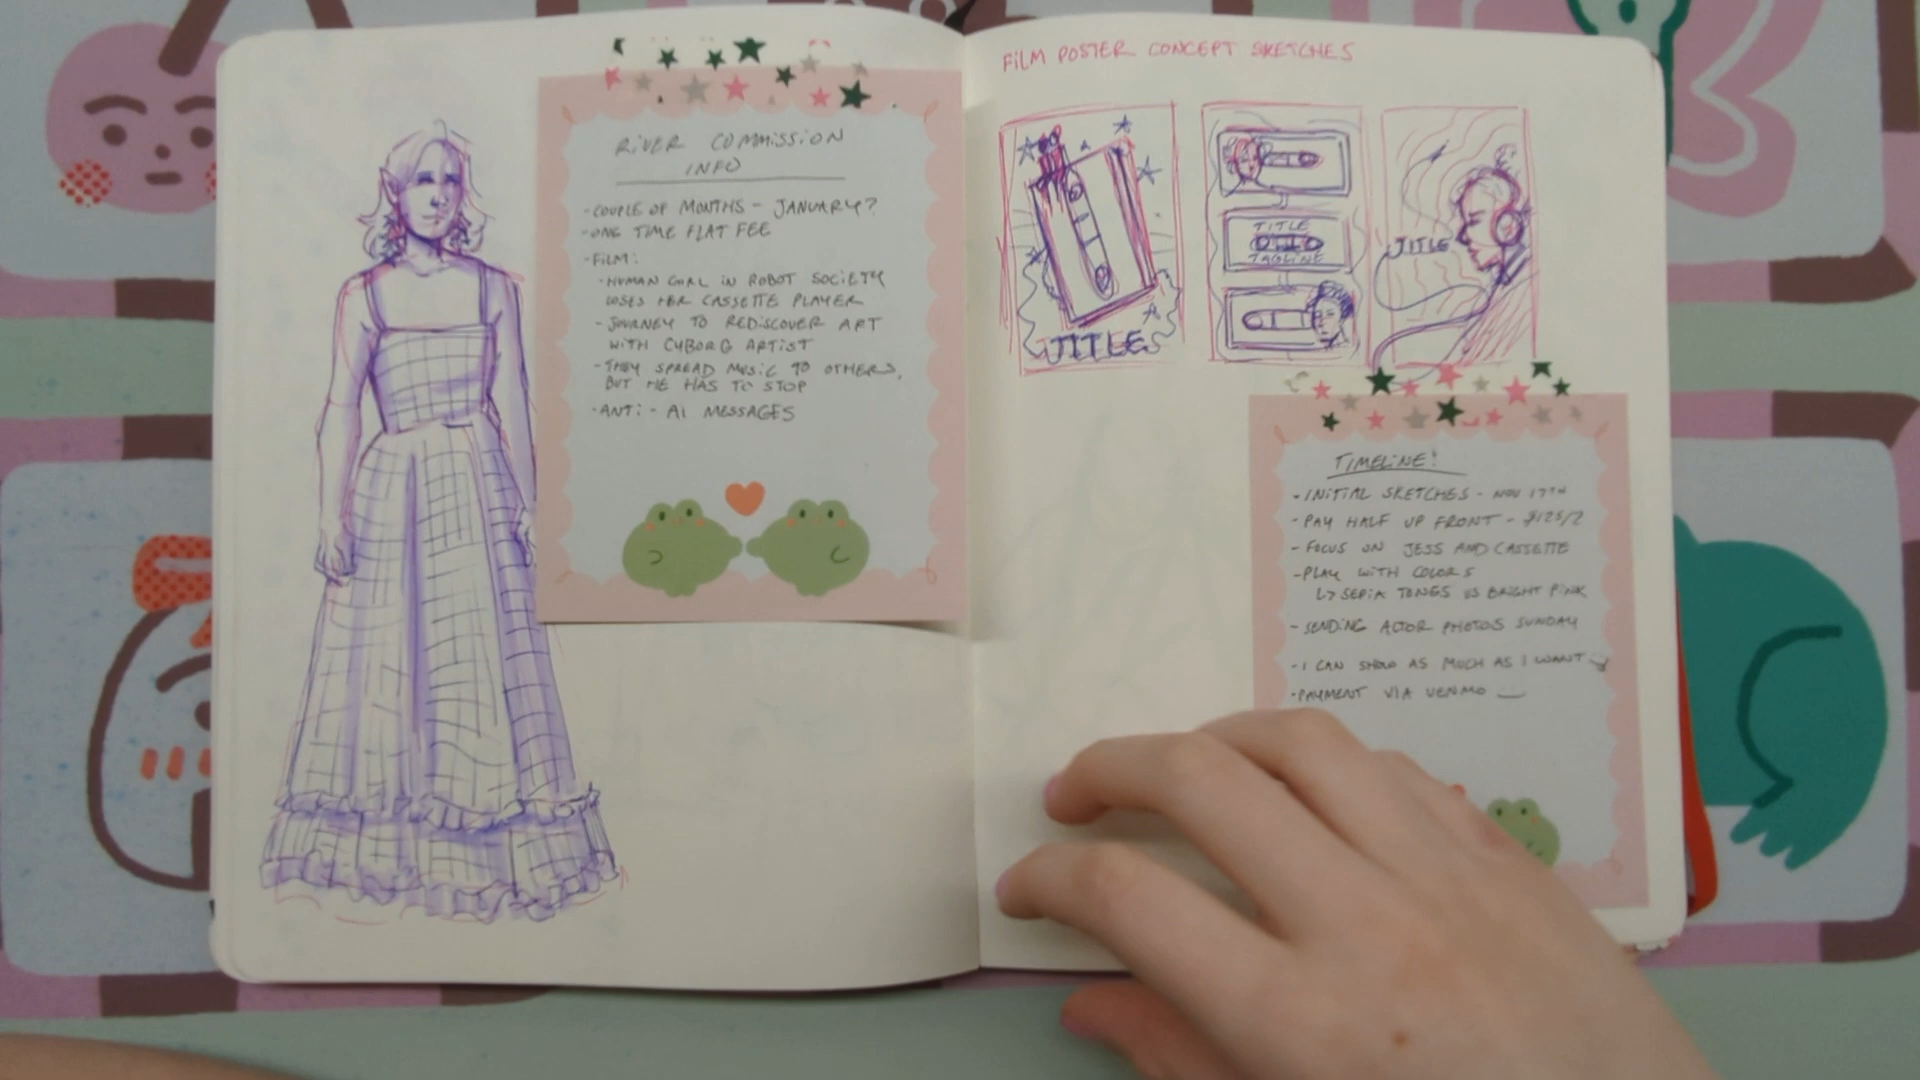 RIVER COMMISSION
INFO
- COUPLE OF MONTHS - JANUARY?
- ONE TIME FLAT FEE
- FILM:
- HUMAN GIRL IN ROBOT SOCIETY
LOSES HER CASSETTE PLAYER
- JOURNEY TO REDISCOVER ART
WITH CYBORG ARTIST
- THEY SPREAD MUSIC TO OTHERS,
BUT HE HAS TO STOP
- ANTI - AI MESSAGES
FILM POSTER CONCEPT SKETCHES
TITLES
TITLE
TAGLINE
TITLE
TIMELINE!
- INITIAL SKETCHES - NOV 17TH
- PAY HALF UP FRONT - $125/2
- FOCUS ON JESS AND CASSETTE
- PLAY WITH COLORS
↳ SEPIA TONES VS BRIGHT PINK
- SENDING ACTOR PHOTOS SUNDAY
- I CAN SHOW AS MUCH AS I WANT
- PAYMENT VIA VENMO